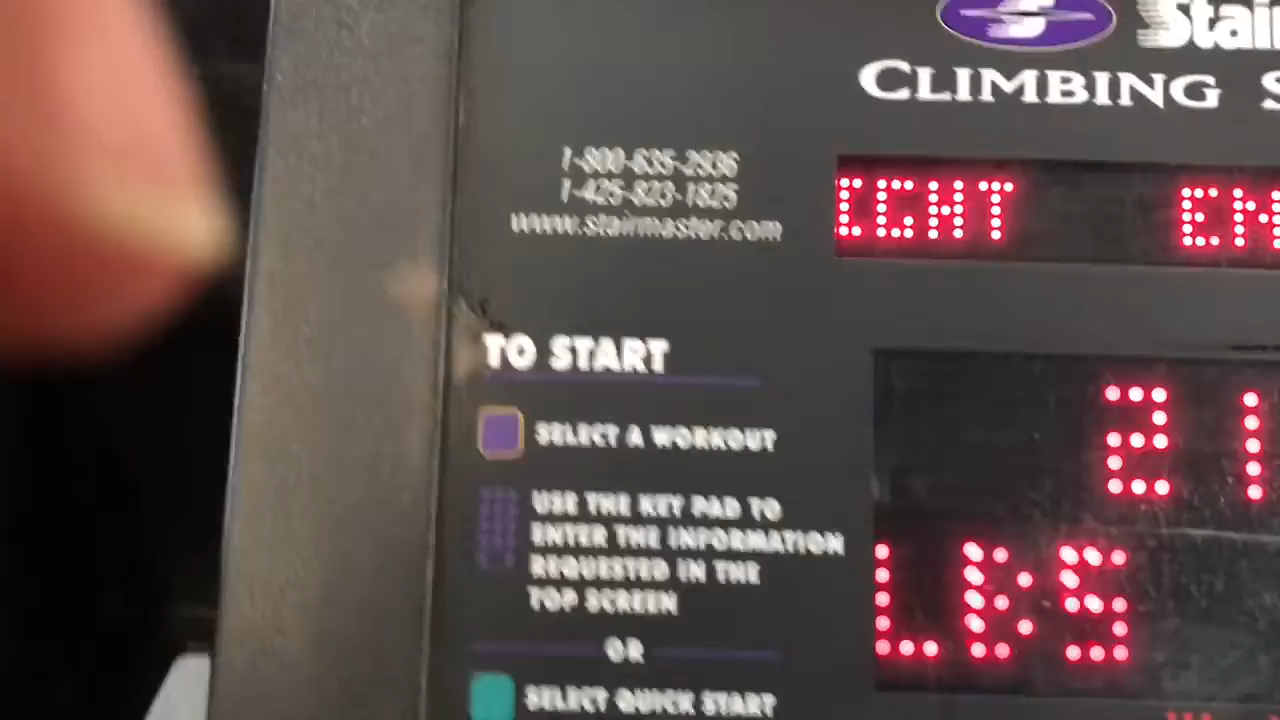 Stair
CLIMBING S
1-800-635-2936
1-425-823-1825
www.stairmaster.com
IGHT EN
TO START
SELECT A WORKOUT
21
USE THE KEY PAD TO
ENTER THE INFORMATION
REQUESTED IN THE
TOP SCREEN
LBS
OR
SELECT QUICK START